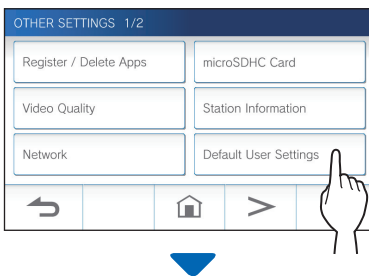 OTHER SETTINGS 1/2
Register / Delete Apps
microSDHC Card
Video Quality
Station Information
Network
Default User Settings